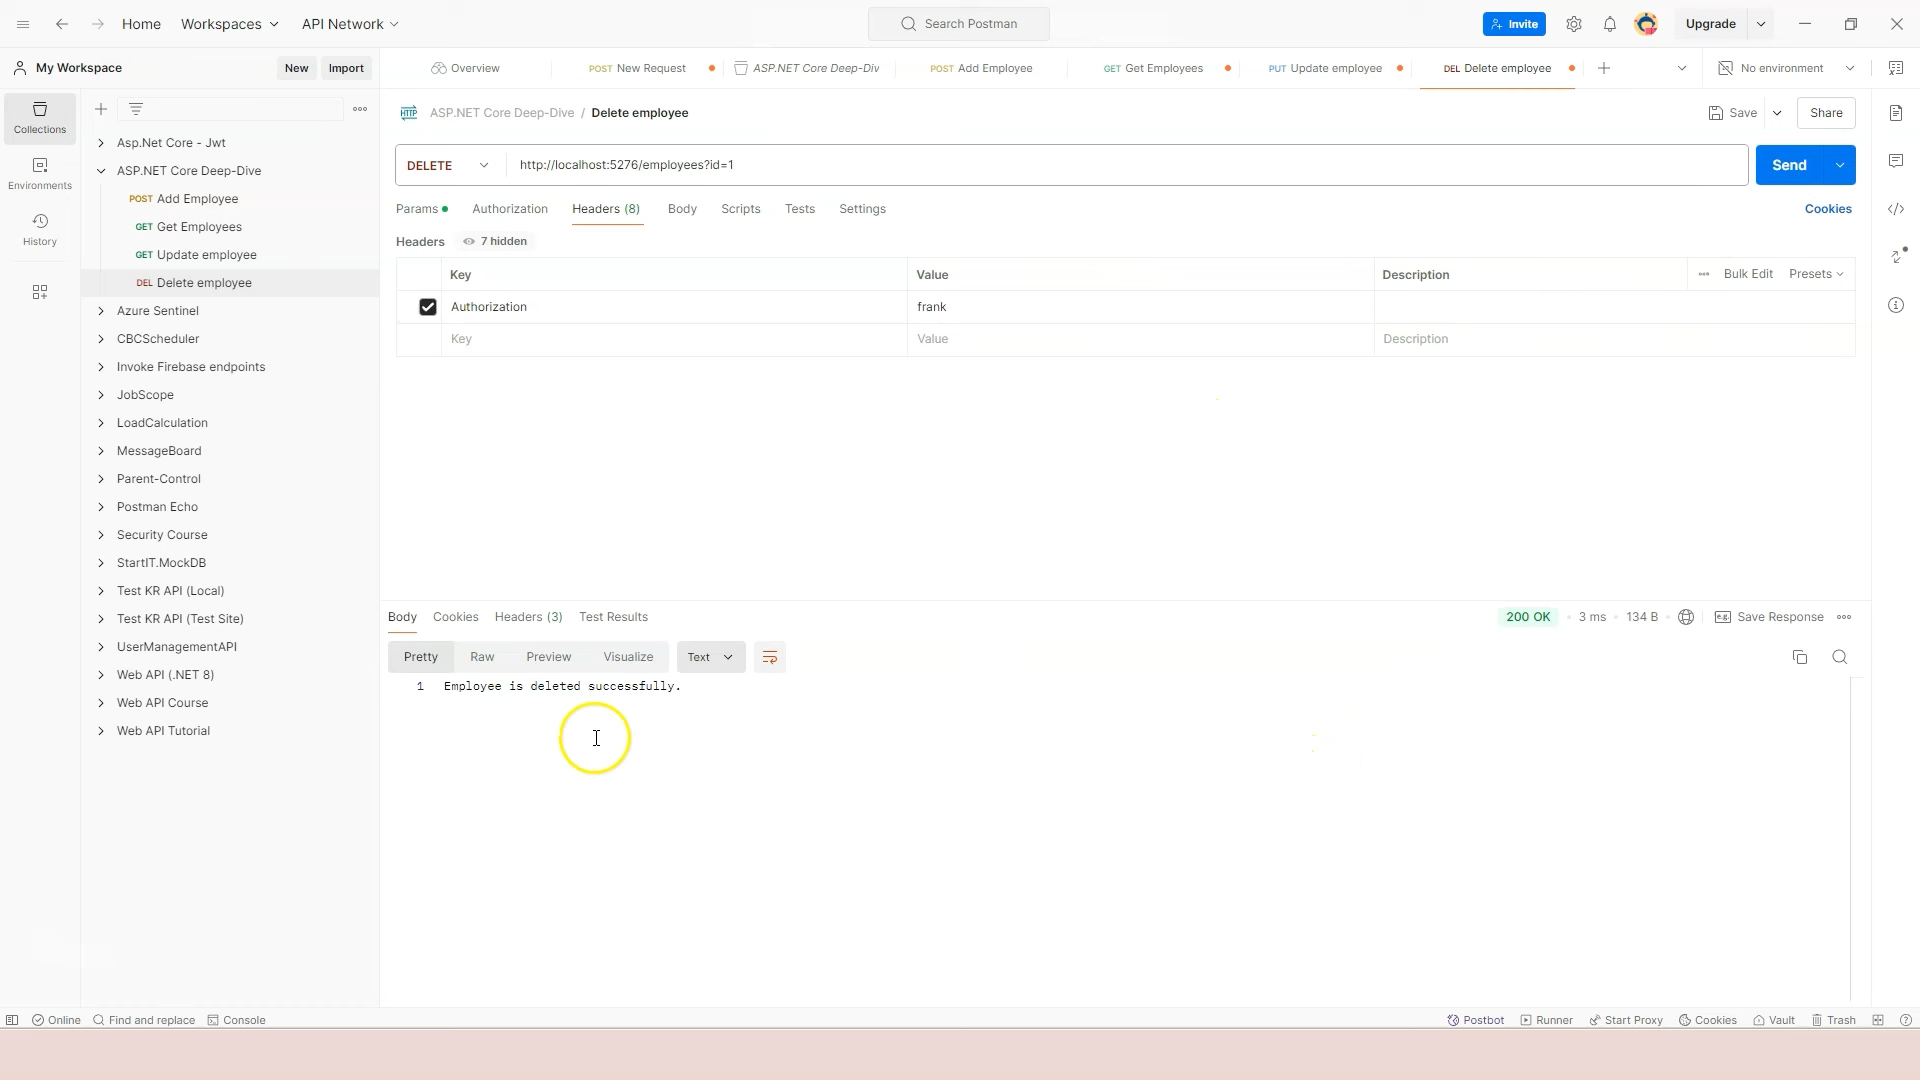 Home Workspaces API Network Search Postman Invite Upgrade
My Workspace New Import Overview POST New Request ASP.NET Core Deep-Div POST Add Employee GET Get Employees PUT Update employee DEL Delete employee No environment
Collections
Environments
History
Asp.Net Core - Jwt
ASP.NET Core Deep-Dive
POST Add Employee
GET Get Employees
GET Update employee
DEL Delete employee
Azure Sentinel
CBCScheduler
Invoke Firebase endpoints
JobScope
LoadCalculation
MessageBoard
Parent-Control
Postman Echo
Security Course
StartIT.MockDB
Test KR API (Local)
Test KR API (Test Site)
UserManagementAPI
Web API (.NET 8)
Web API Course
Web API Tutorial
HTTP ASP.NET Core Deep-Dive / Delete employee Save Share
DELETE http://localhost:5276/employees?id=1 Send
Params Authorization Headers (8) Body Scripts Tests Settings Cookies
Headers 7 hidden
Key Value Description Bulk Edit Presets
Authorization frank
Key Value Description
Body Cookies Headers (3) Test Results 200 OK 3 ms 134 B e.g. Save Response
Pretty Raw Preview Visualize Text
1 Employee is deleted successfully.
Online Find and replace Console Postbot Runner Start Proxy Cookies Vault Trash